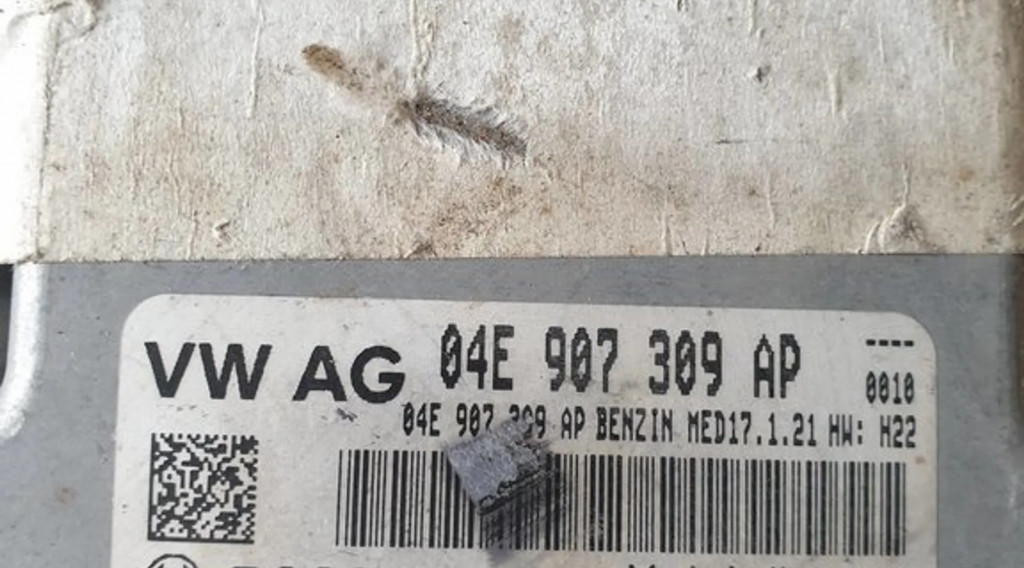 VW AG 04E 907 309 AP ----
0010
04E 907 309 AP BENZIN MED17.1.21 HW: H22